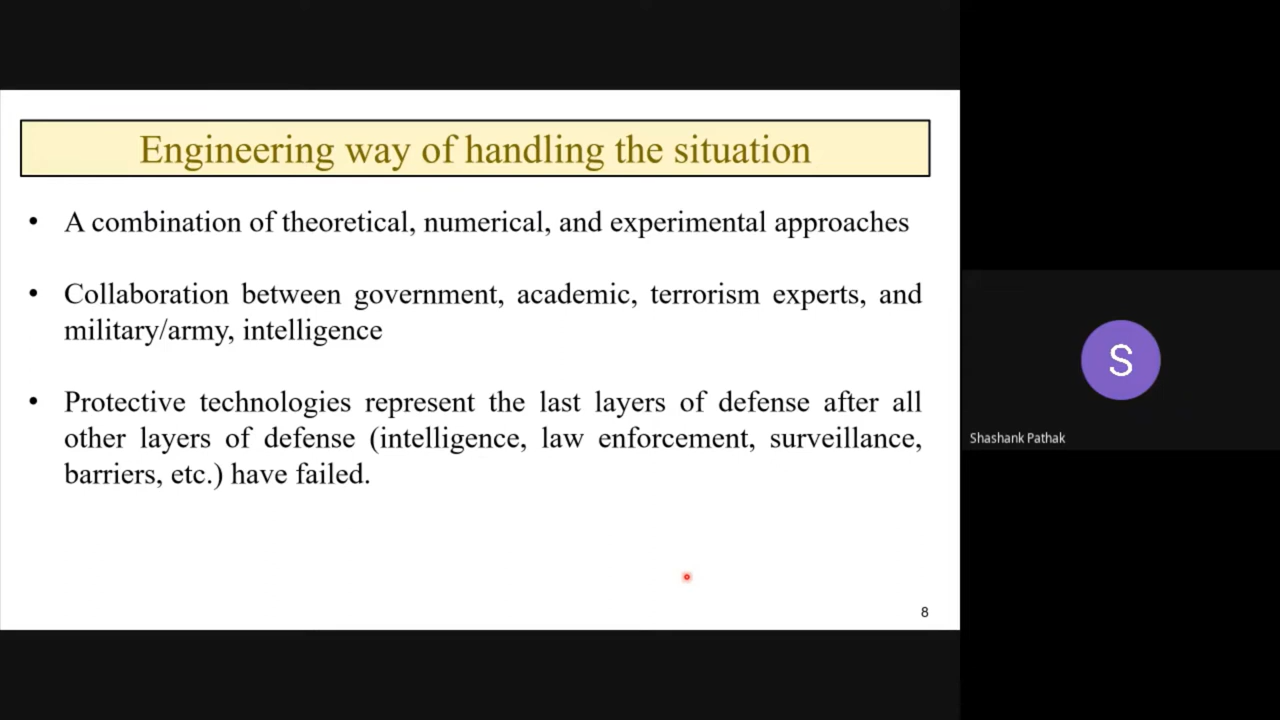 Engineering way of handling the situation
• A combination of theoretical, numerical, and experimental approaches
• Collaboration between government, academic, terrorism experts, and
military/army, intelligence
• Protective technologies represent the last layers of defense after all
other layers of defense (intelligence, law enforcement, surveillance,
barriers, etc.) have failed.
8
S
Shashank Pathak